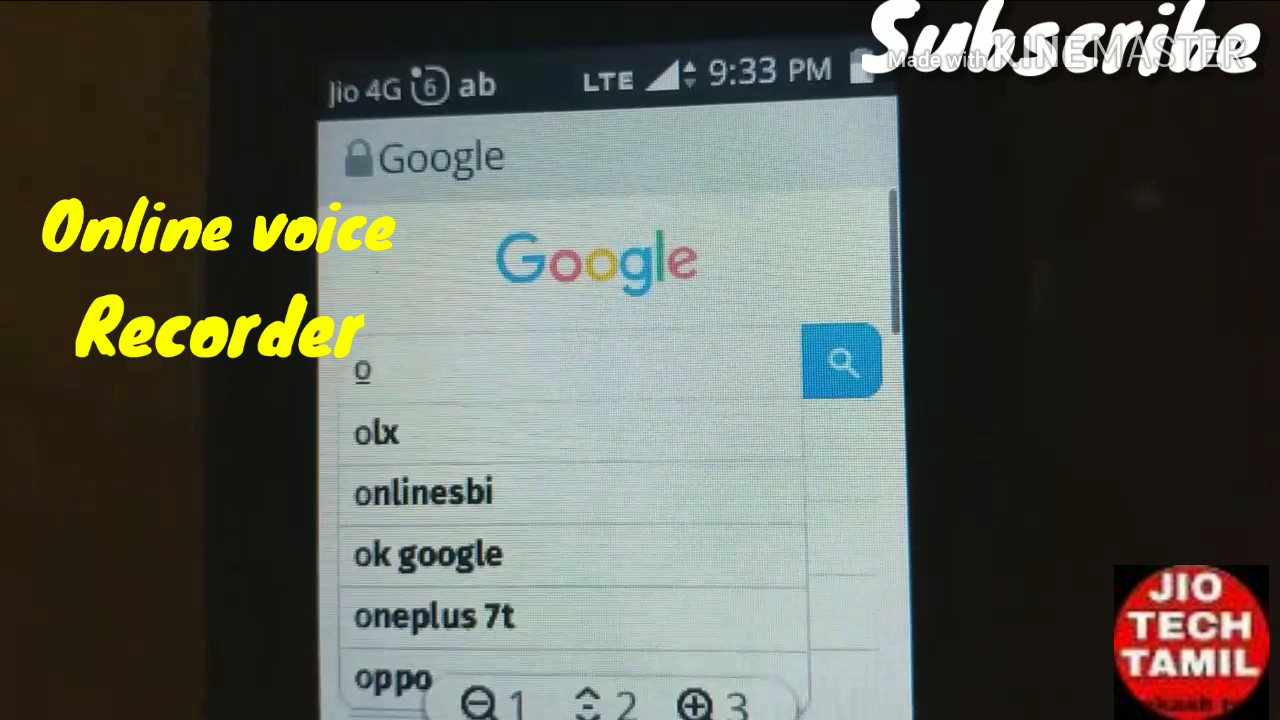 Subscribe
Made with KINEMASTER
Jio 4G 6 ab LTE 9:33 PM
Google
Google
Online voice
Recorder
o
olx
onlinesbi
ok google
oneplus 7t
oppo
1 2 3
JIO
TECH
TAMIL